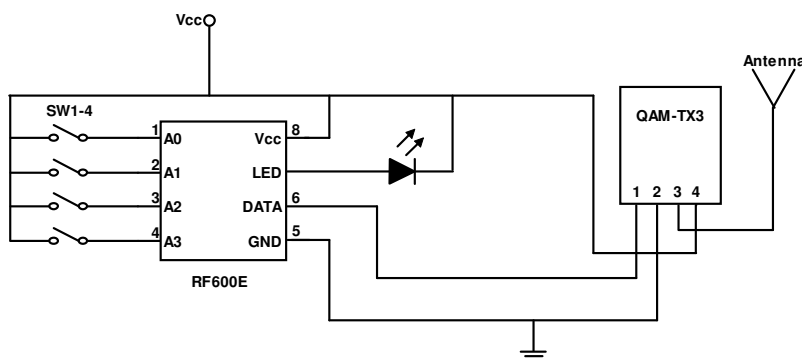 Vcc
Antenna
SW1-4
QAM-TX3
1 A0 Vcc 8
2 A1 LED
3 A2 DATA 6
4 A3 GND 5
1 2 3 4
RF600E